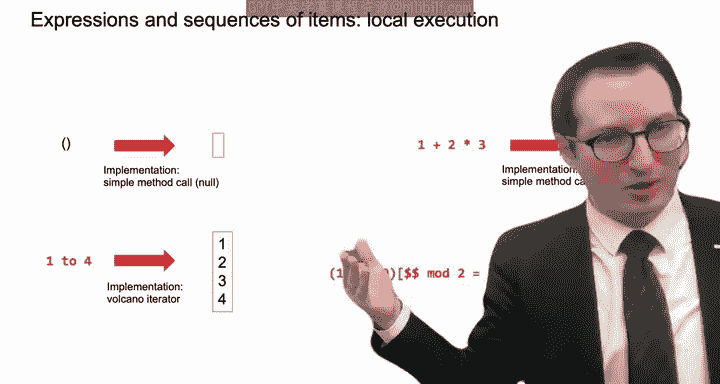 Expressions and sequences of items: local execution
()
Implementation:
simple method call (null)
1 + 2 * 3
Implementation:
simple method
1 to 4
Implementation:
volcano iterator
1
2
3
4
)[$$ mod 2 =